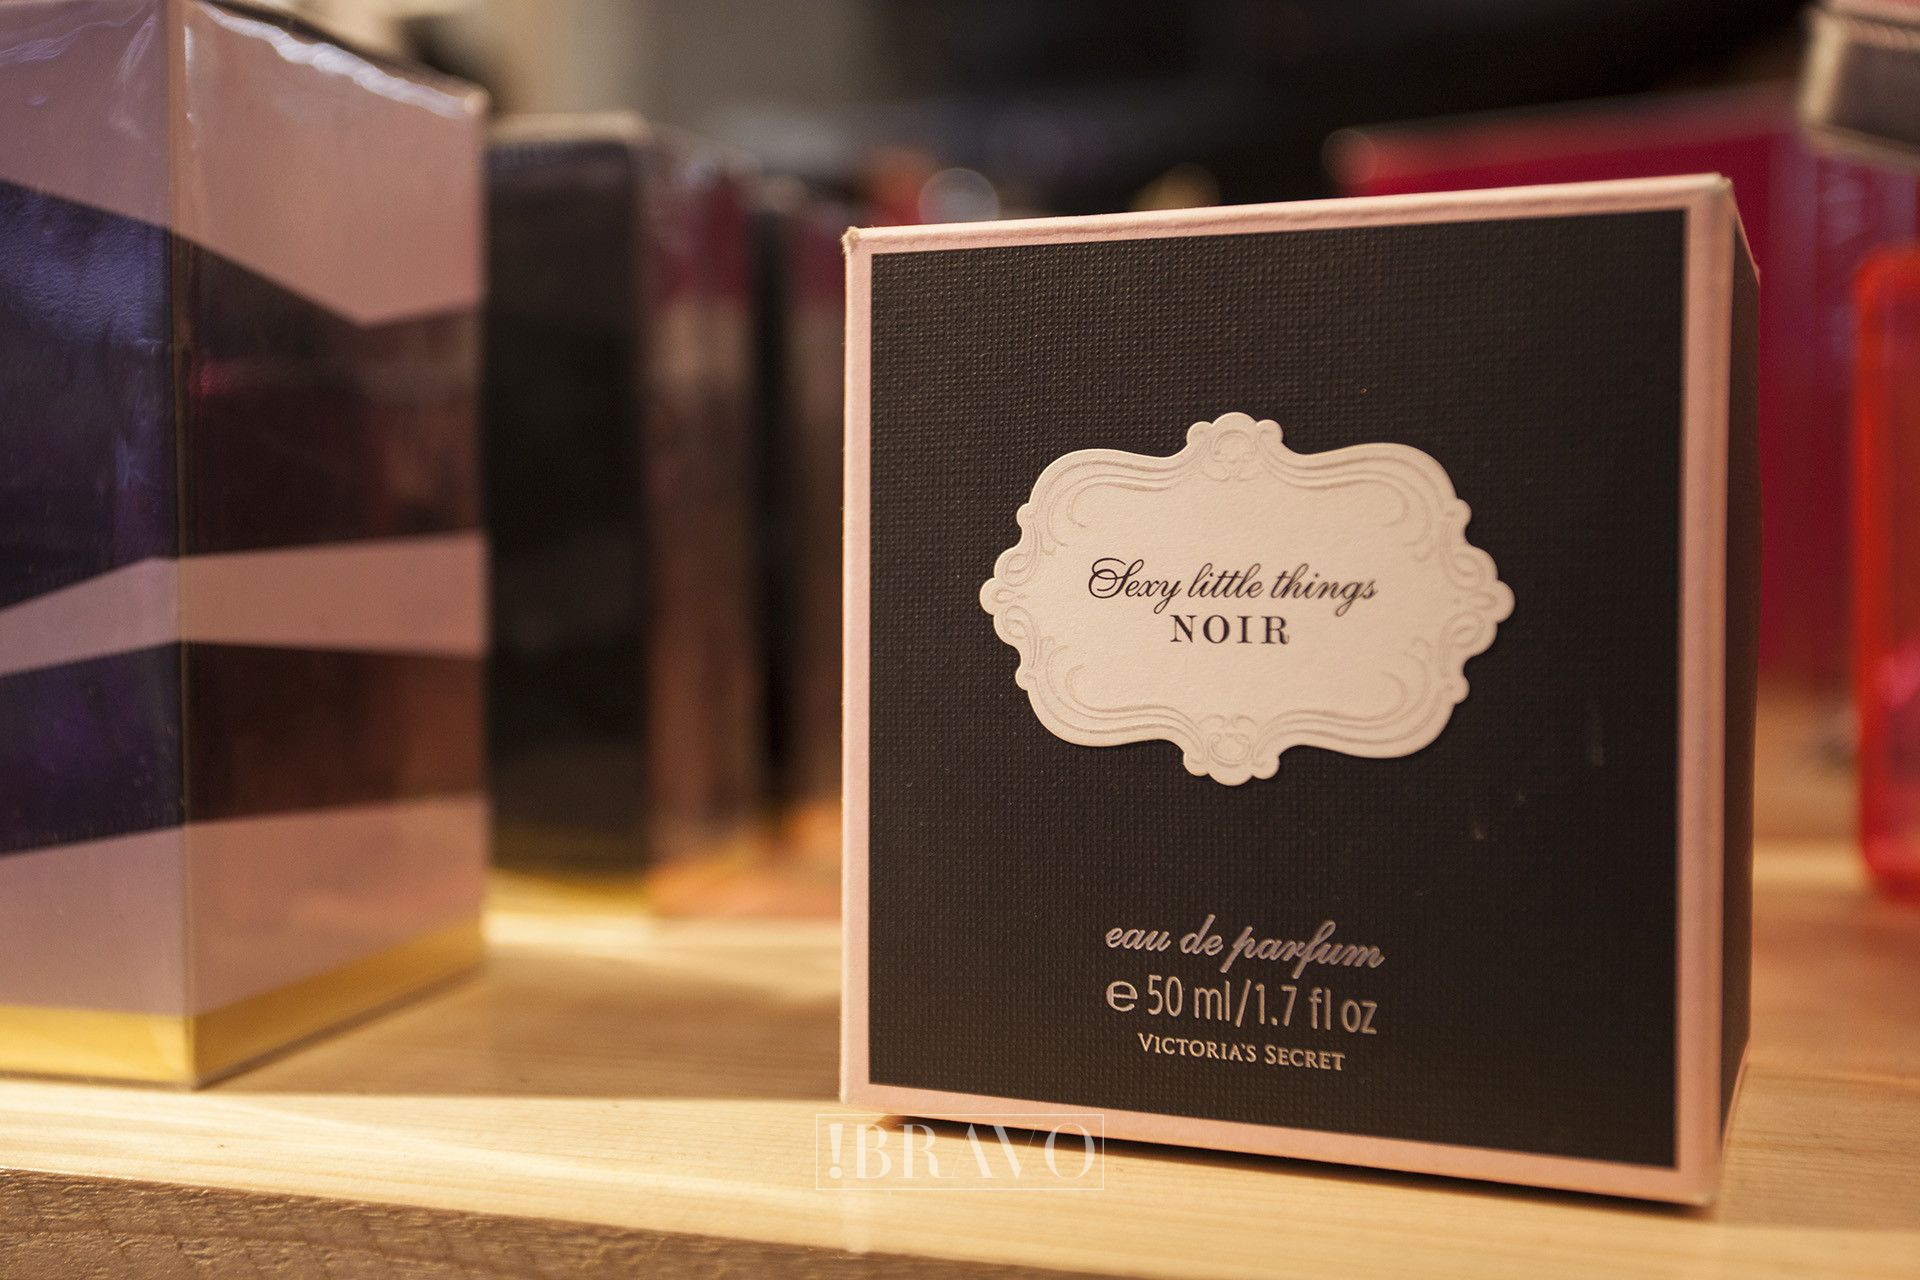 Sexy little things
NOIR
eau de parfum
℮ 50 ml/1.7 fl oz
VICTORIA'S SECRET
!BRAVO